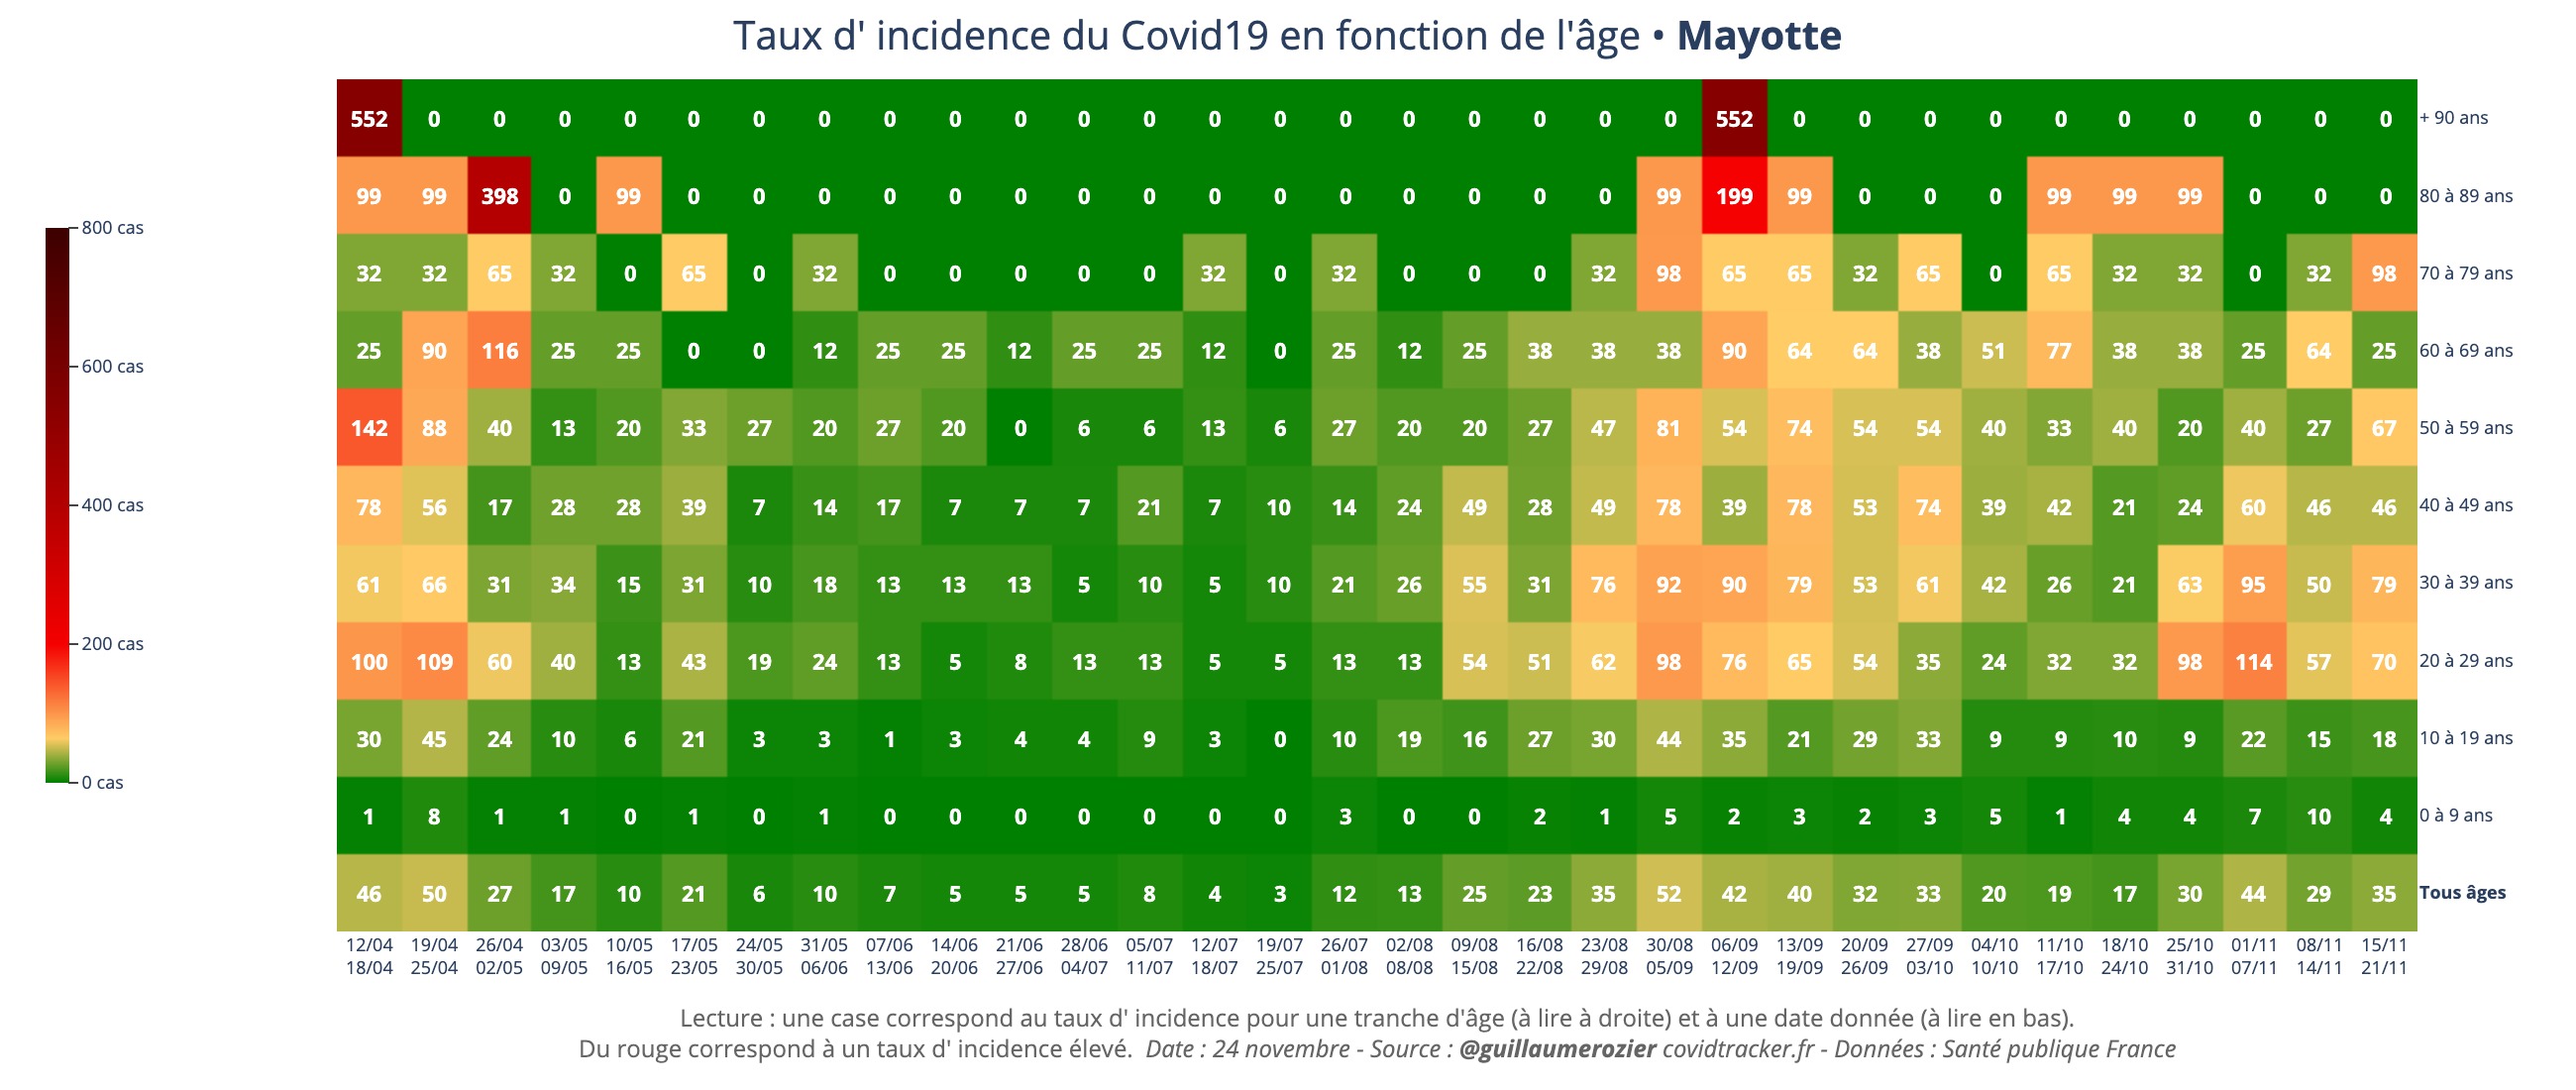 Taux d' incidence du Covid19 en fonction de l'âge • Mayotte
552 0 0 0 0 0 0 0 0 0 0 0 0 0 0 0 0 0 0 0 0 552 0 0 0 0 0 0 0 0 0 0 + 90 ans
99 99 398 0 99 0 0 0 0 0 0 0 0 0 0 0 0 0 0 0 99 199 99 0 0 0 99 99 99 0 0 0 80 à 89 ans
800 cas
32 32 65 32 0 65 0 32 0 0 0 0 0 32 0 32 0 0 0 32 98 65 65 32 65 0 65 32 32 0 32 98 70 à 79 ans
25 90 116 25 25 0 0 12 25 25 12 25 25 12 0 25 12 25 38 38 38 90 64 64 38 51 77 38 38 25 64 25 60 à 69 ans
600 cas
142 88 40 13 20 33 27 20 27 20 0 6 6 13 6 27 20 20 27 47 81 54 74 54 54 40 33 40 20 40 27 67 50 à 59 ans
400 cas
78 56 17 28 28 39 7 14 17 7 7 7 21 7 10 14 24 49 28 49 78 39 78 53 74 39 42 21 24 60 46 46 40 à 49 ans
61 66 31 34 15 31 10 18 13 13 13 5 10 5 10 21 26 55 31 76 92 90 79 53 61 42 26 21 63 95 50 79 30 à 39 ans
200 cas
100 109 60 40 13 43 19 24 13 5 8 13 13 5 5 13 13 54 51 62 98 76 65 54 35 24 32 32 98 114 57 70 20 à 29 ans
30 45 24 10 6 21 3 3 1 3 4 4 9 3 0 10 19 16 27 30 44 35 21 29 33 9 9 10 9 22 15 18 10 à 19 ans
0 cas
1 8 1 1 0 1 0 1 0 0 0 0 0 0 0 3 0 0 2 1 5 2 3 2 3 5 1 4 4 7 10 4 0 à 9 ans
46 50 27 17 10 21 6 10 7 5 5 5 8 4 3 12 13 25 23 35 52 42 40 32 33 20 19 17 30 44 29 35 Tous âges
12/04 19/04 26/04 03/05 10/05 17/05 24/05 31/05 07/06 14/06 21/06 28/06 05/07 12/07 19/07 26/07 02/08 09/08 16/08 23/08 30/08 06/09 13/09 20/09 27/09 04/10 11/10 18/10 25/10 01/11 08/11 15/11
18/04 25/04 02/05 09/05 16/05 23/05 30/05 06/06 13/06 20/06 27/06 04/07 11/07 18/07 25/07 01/08 08/08 15/08 22/08 29/08 05/09 12/09 19/09 26/09 03/10 10/10 17/10 24/10 31/10 07/11 14/11 21/11
Lecture : une case correspond au taux d' incidence pour une tranche d'âge (à lire à droite) et à une date donnée (à lire en bas).
Du rouge correspond à un taux d' incidence élevé. Date : 24 novembre - Source : @guillaumerozier covidtracker.fr - Données : Santé publique France